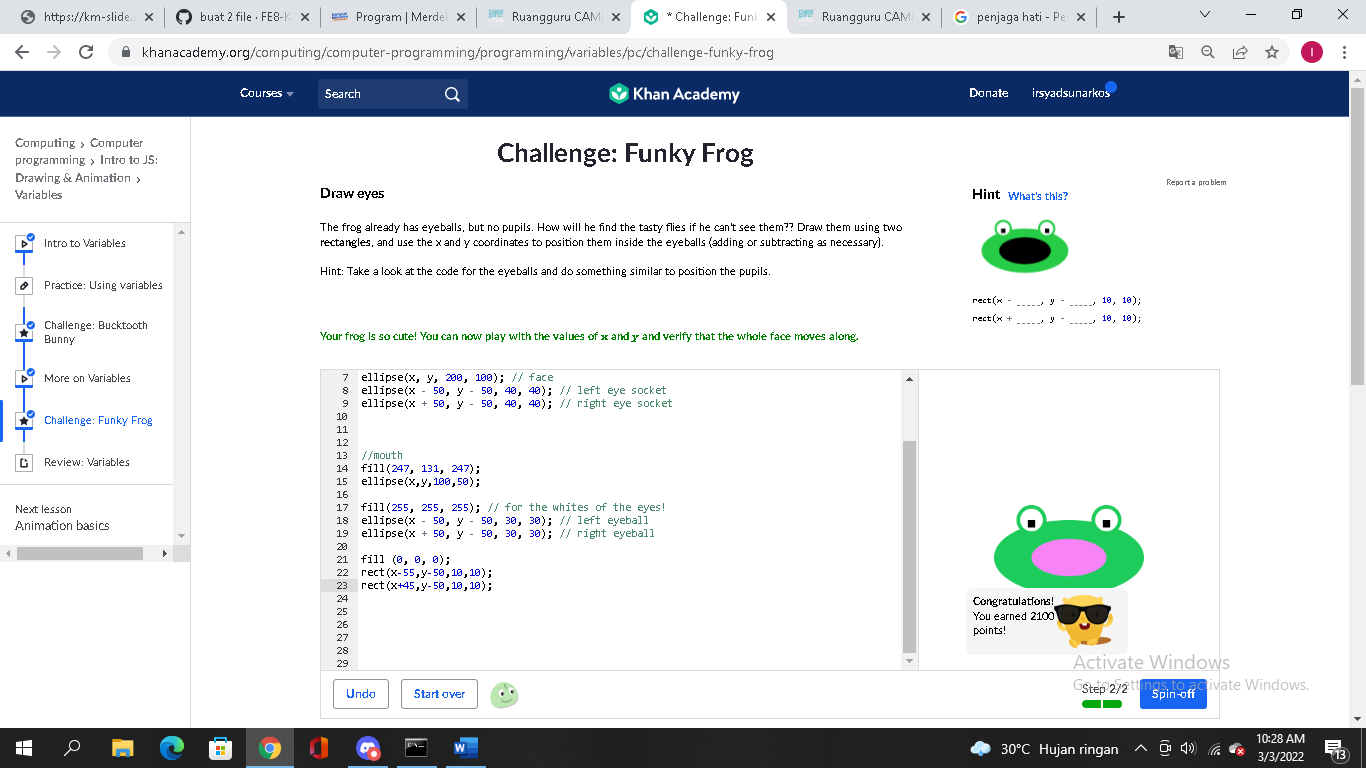 https://km-slide.
buat 2 file · FE8-K
Program | Merdek
Ruangguru CAM
* Challenge: Fun
Ruangguru CAM
penjaga hati - Pe
khanacademy.org/computing/computer-programming/programming/variables/pc/challenge-funky-frog
I
Courses
Search
Khan Academy
Donate
irsyadsunarkos
Computing > Computer
programming > Intro to JS:
Drawing & Animation >
Variables
Intro to Variables
Practice: Using variables
Challenge: Bucktooth
Bunny
More on Variables
Challenge: Funky Frog
Review: Variables
Next lesson
Animation basics
Challenge: Funky Frog
Draw eyes
The frog already has eyeballs, but no pupils. How will he find the tasty flies if he can't see them?? Draw them using two
rectangles, and use the x and y coordinates to position them inside the eyeballs (adding or subtracting as necessary).
Hint: Take a look at the code for the eyeballs and do something similar to position the pupils.
Your frog is so cute! You can now play with the values of x and y and verify that the whole face moves along.
Hint What's this?
Report a problem
rect(x - _____, y - _____, 10, 10);
rect(x + _____, y - _____, 10, 10);
7 ellipse(x, y, 200, 100); // face
8 ellipse(x - 50, y - 50, 40, 40); // left eye socket
9 ellipse(x + 50, y - 50, 40, 40); // right eye socket
10
11
12
13 //mouth
14 fill(247, 131, 247);
15 ellipse(x,y,100,50);
16
17 fill(255, 255, 255); // for the whites of the eyes!
18 ellipse(x - 50, y - 50, 30, 30); // left eyeball
19 ellipse(x + 50, y - 50, 30, 30); // right eyeball
20
21 fill (0, 0, 0);
22 rect(x-55,y-50,10,10);
23 rect(x+45,y-50,10,10);
24
25
26
27
28
29
Congratulations!
You earned 2100
points!
Undo
Start over
Step 2/2
Spin-off
Activate Windows
Go to Settings to activate Windows.
30°C Hujan ringan
10:28 AM
3/3/2022
13